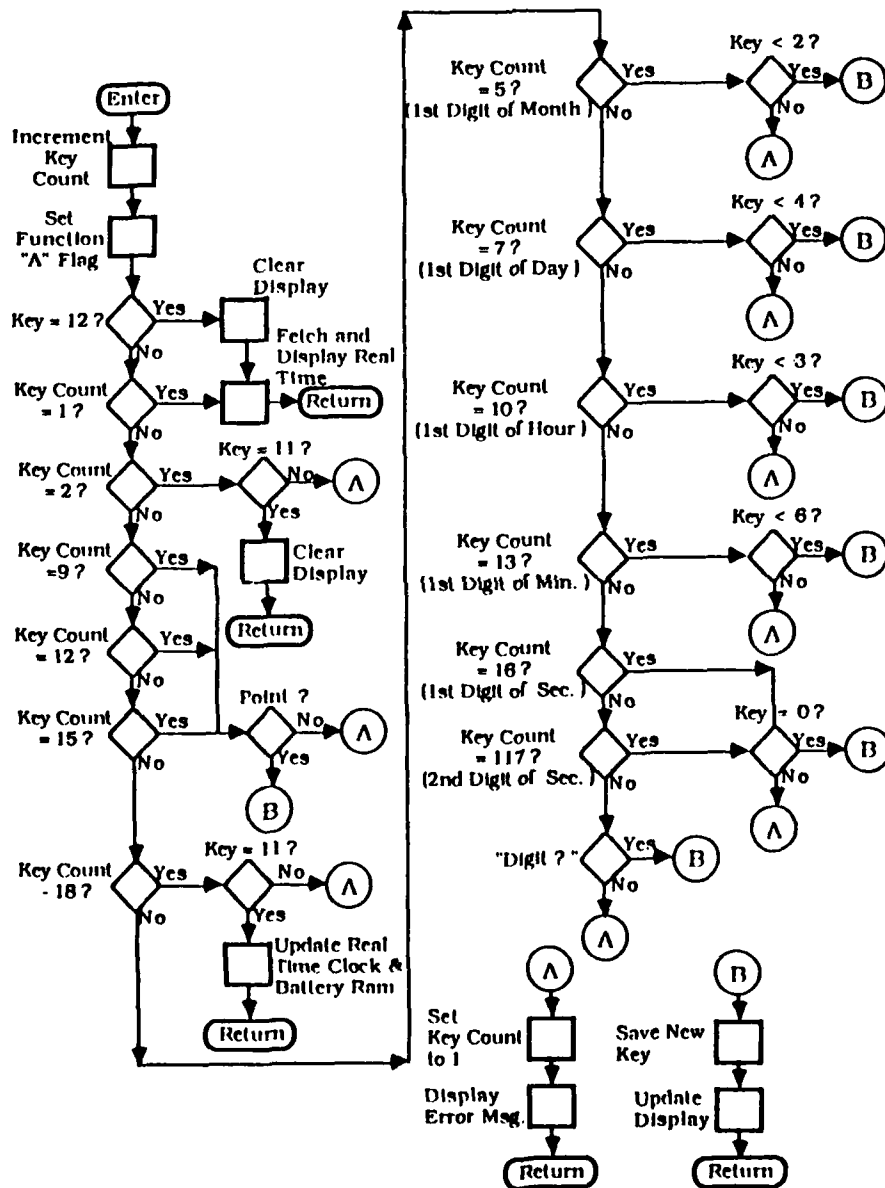 Enter
Increment
Key
Count
Set
Function
"A" Flag
Key = 12?
Yes
No
Clear
Display
Fetch and
Display Real
Time
Return
Key Count
= 1?
Yes
No
Key Count
= 2?
Yes
No
Key = 11?
No
A
Yes
Clear
Display
Return
Key Count
=9?
Yes
No
Key Count
= 12?
Yes
No
Key Count
= 15?
Yes
No
Point ?
No
A
Yes
B
Key Count
- 18?
Yes
No
Key = 11?
No
A
Yes
Update Real
Time Clock &
Battery Ram
Return
Key Count
= 5?
(1st Digit of Month)
Yes
No
Key < 2?
Yes
B
No
A
Key Count
= 7?
(1st Digit of Day)
Yes
No
Key < 4?
Yes
B
No
A
Key Count
= 10?
(1st Digit of Hour)
Yes
No
Key < 3?
Yes
B
No
A
Key Count
= 13?
(1st Digit of Min.)
Yes
No
Key < 6?
Yes
B
No
A
Key Count
= 16?
(1st Digit of Sec.)
Yes
No
Key = 0?
Yes
B
No
A
Key Count
= 117?
(2nd Digit of Sec.)
Yes
No
"Digit ?"
Yes
B
No
A
A
Set
Key Count
to 1
Display
Error Msg.
Return
B
Save New
Key
Update
Display
Return